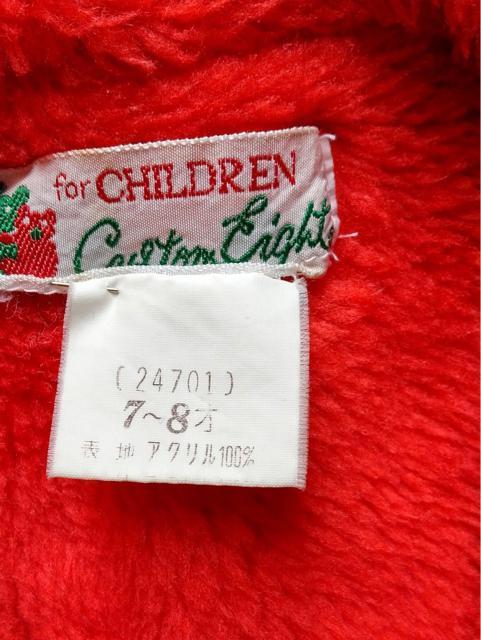 for CHILDREN
Custom Eight
(24701)
7~8才
表地 アクリル100%